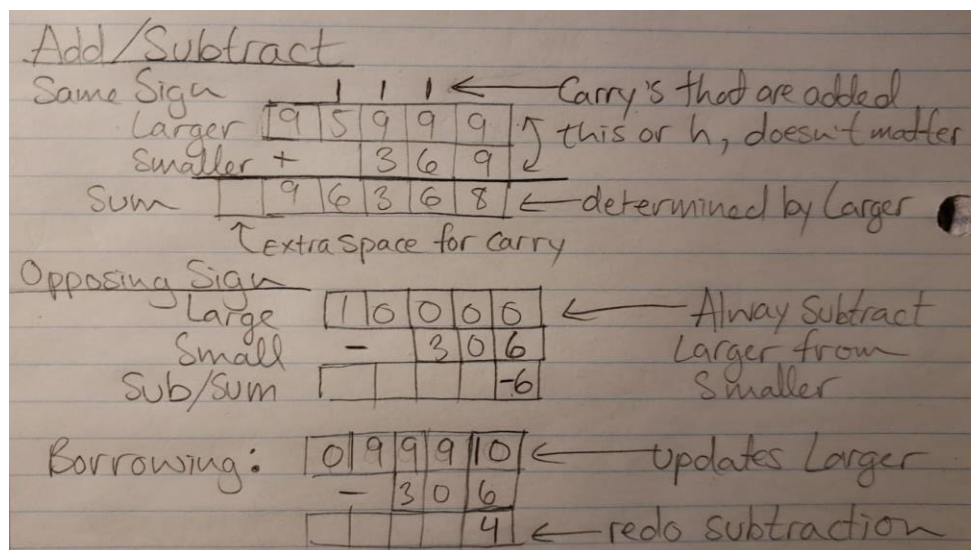 Add/Subtract
Same Sign 1 1 1 ← Carry's that are added
Larger 9 5 9 9 9 this or h, doesn't matter
Smaller + 3 6 9
Sum 9 6 3 6 8 ← determined by Larger
Extra space for carry
Opposing Sign
Large 1 0 0 0 0 ← Alway Subtract
Small - 3 0 6 Larger from
Sub/Sum -6 Smaller
Borrowing: 0 9 9 9 10 ← updates Larger
- 3 0 6
4 ← redo subtraction